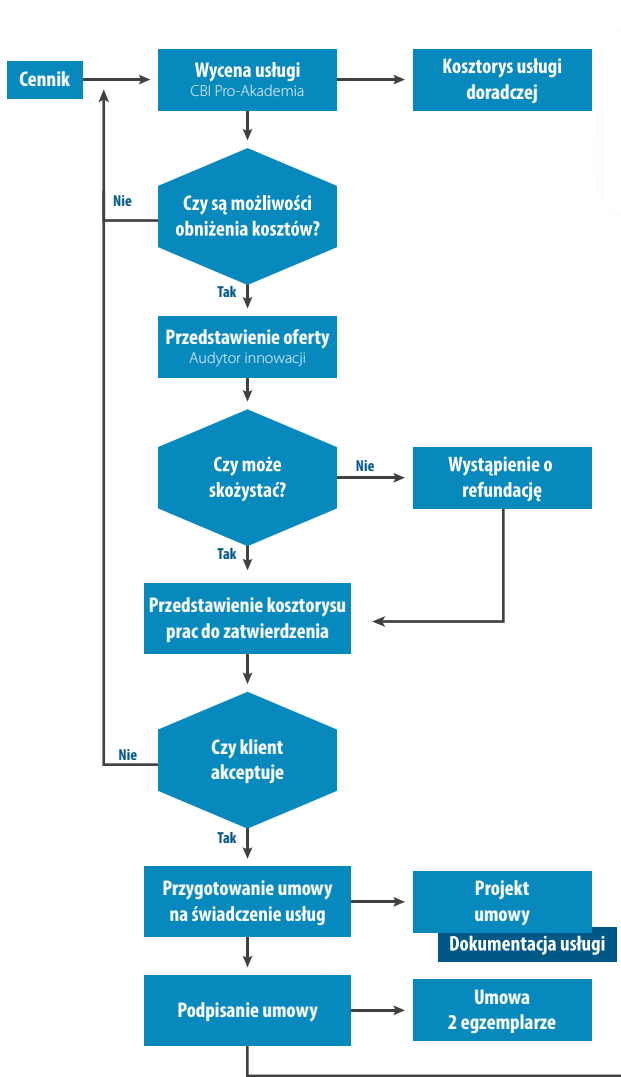 Cennik
Wycena usługi
CBI Pro-Akademia
Kosztorys usługi
doradczej
Nie
Czy są możliwości
obniżenia kosztów?
Tak
Przedstawienie oferty
Audytor innowacji
Czy może
skożystać?
Nie
Wystąpienie o
refundację
Tak
Przedstawienie kosztorysu
prac do zatwierdzenia
Nie
Czy klient
akceptuje
Tak
Przygotowanie umowy
na świadczenie usług
Projekt
umowy
Dokumentacja usługi
Podpisanie umowy
Umowa
2 egzemplarze